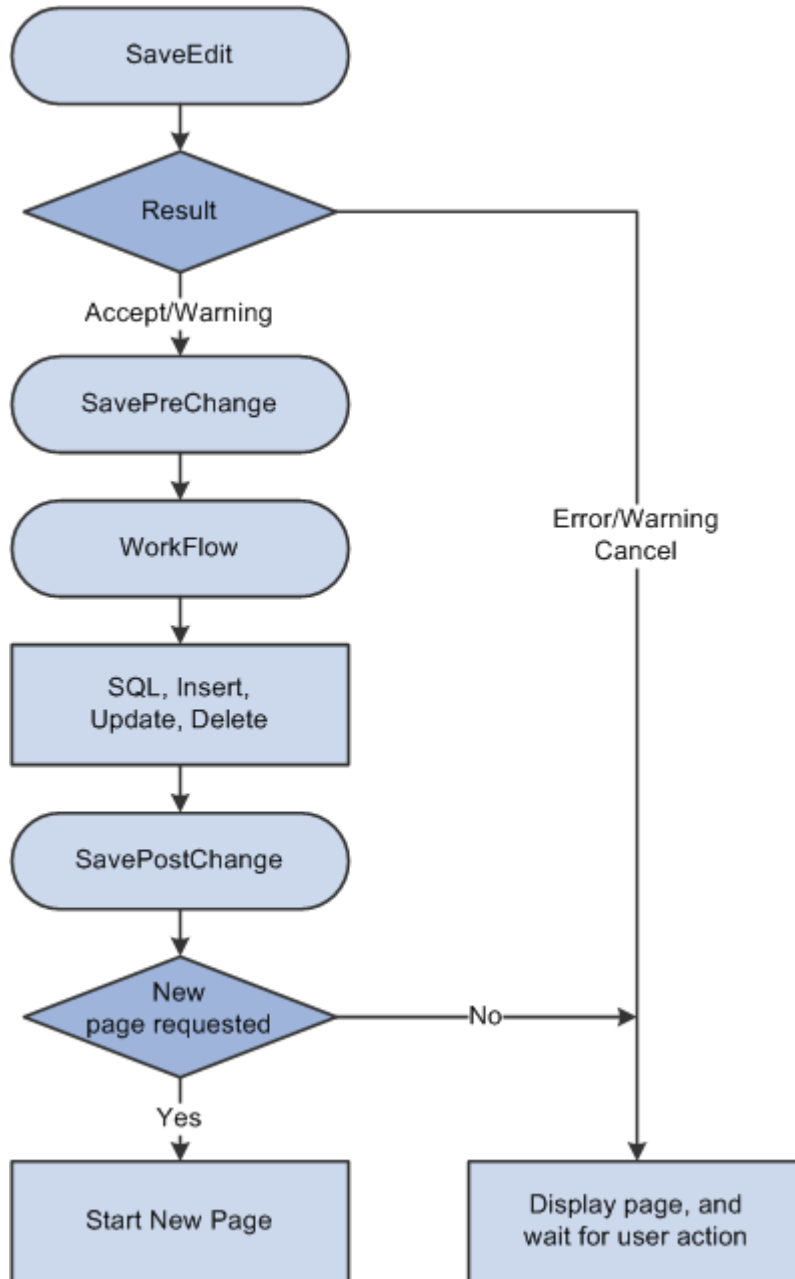 SaveEdit
Result
Accept/Warning
SavePreChange
WorkFlow
Error/Warning
Cancel
SQL, Insert,
Update, Delete
SavePostChange
New
page requested
No
Yes
Start New Page
Display page, and
wait for user action